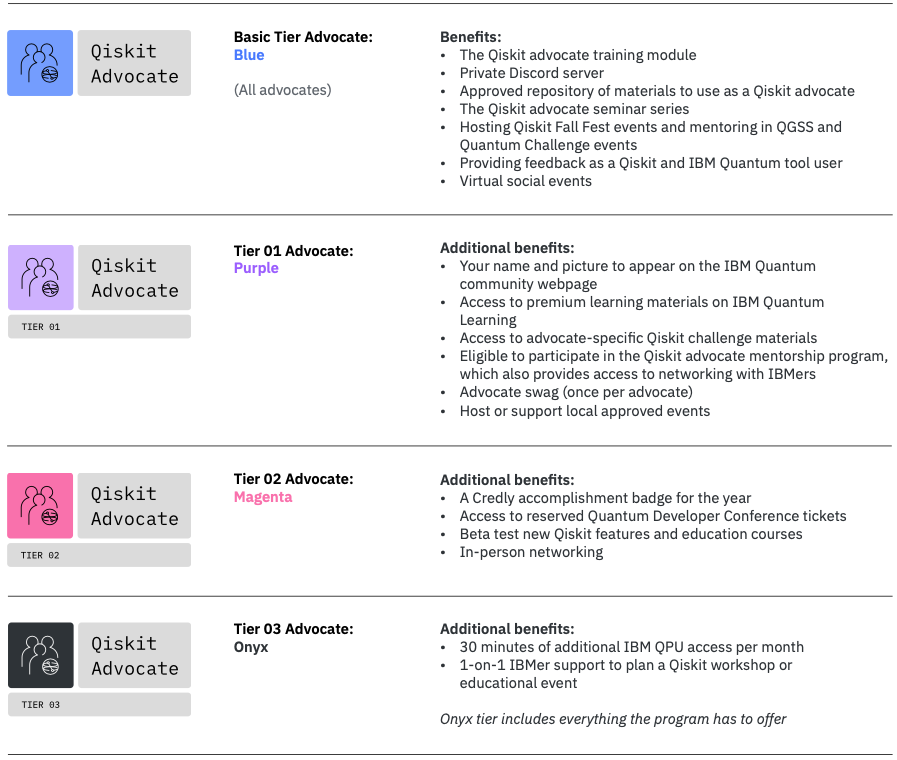 Qiskit
Advocate
Basic Tier Advocate:
Blue
(All advocates)
Benefits:
• The Qiskit advocate training module
• Private Discord server
• Approved repository of materials to use as a Qiskit advocate
• The Qiskit advocate seminar series
• Hosting Qiskit Fall Fest events and mentoring in QGSS and
Quantum Challenge events
• Providing feedback as a Qiskit and IBM Quantum tool user
• Virtual social events
Qiskit
Advocate
TIER 01
Tier 01 Advocate:
Purple
Additional benefits:
• Your name and picture to appear on the IBM Quantum
community webpage
• Access to premium learning materials on IBM Quantum
Learning
• Access to advocate-specific Qiskit challenge materials
• Eligible to participate in the Qiskit advocate mentorship program,
which also provides access to networking with IBMers
• Advocate swag (once per advocate)
• Host or support local approved events
Qiskit
Advocate
TIER 02
Tier 02 Advocate:
Magenta
Additional benefits:
• A Credly accomplishment badge for the year
• Access to reserved Quantum Developer Conference tickets
• Beta test new Qiskit features and education courses
• In-person networking
Qiskit
Advocate
TIER 03
Tier 03 Advocate:
Onyx
Additional benefits:
• 30 minutes of additional IBM QPU access per month
• 1-on-1 IBMer support to plan a Qiskit workshop or
educational event
Onyx tier includes everything the program has to offer